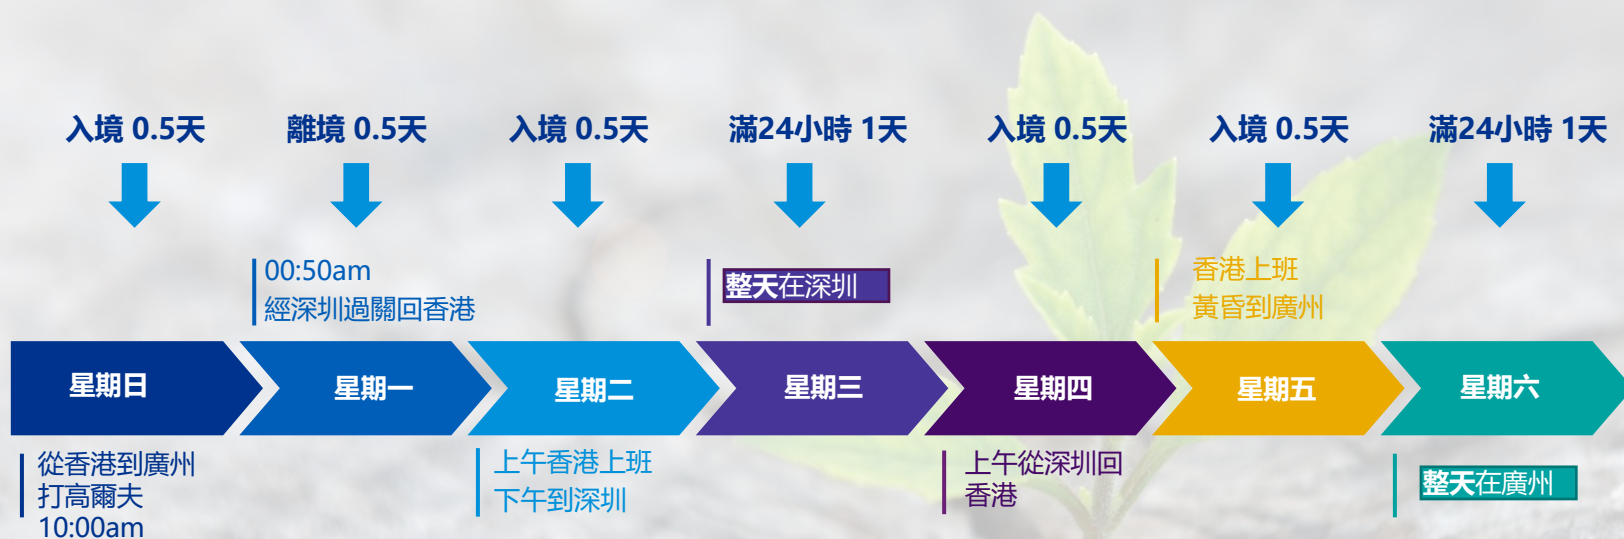 入境 0.5天
離境 0.5天
入境 0.5天
滿24小時 1天
入境 0.5天
入境 0.5天
滿24小時 1天
00:50am
經深圳過關回香港
整天在深圳
香港上班
黃昏到廣州
星期日
星期一
星期二
星期三
星期四
星期五
星期六
從香港到廣州
打高爾夫
10:00am
上午香港上班
下午到深圳
上午從深圳回
香港
整天在廣州